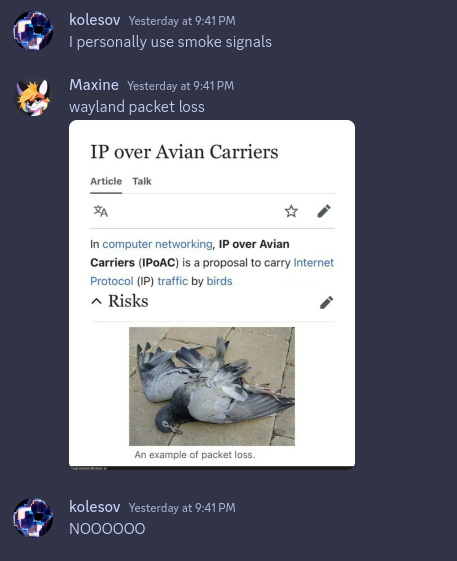 kolesov Yesterday at 9:41 PM
I personally use smoke signals
Maxine Yesterday at 9:41 PM
wayland packet loss
IP over Avian Carriers
Article Talk
In computer networking, IP over Avian
Carriers (IPoAC) is a proposal to carry Internet
Protocol (IP) traffic by birds
Risks
An example of packet loss.
kolesov Yesterday at 9:41 PM
NOOOOOO